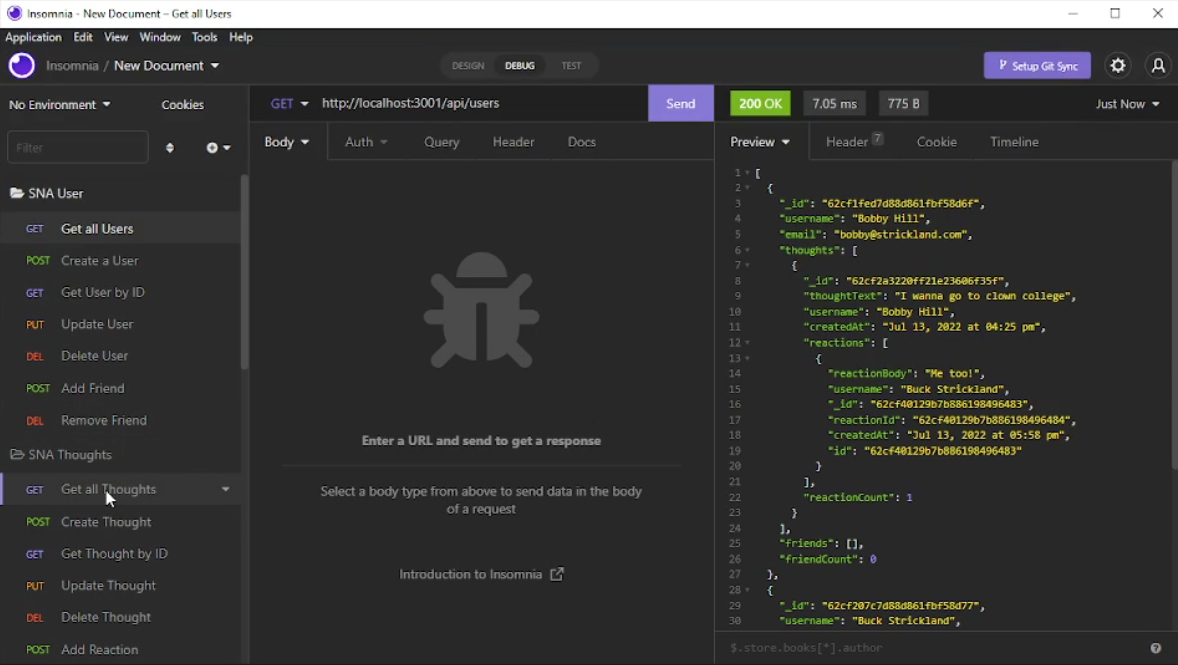 Insomnia - New Document – Get all Users
Application Edit View Window Tools Help
Insomnia / New Document
DESIGN DEBUG TEST
Setup Git Sync
No Environment Cookies
Filter
SNA User
GET Get all Users
POST Create a User
GET Get User by ID
PUT Update User
DEL Delete User
POST Add Friend
DEL Remove Friend
SNA Thoughts
GET Get all Thoughts
POST Create Thought
GET Get Thought by ID
PUT Update Thought
DEL Delete Thought
POST Add Reaction
GET http://localhost:3001/api/users Send
Body Auth Query Header Docs
Enter a URL and send to get a response
Select a body type from above to send data in the body
of a request
Introduction to Insomnia
200 OK 7.05 ms 775 B Just Now
Preview Header 7 Cookie Timeline
1 [
2 {
3 "_id": "62cf1fed7d88d861fbf58d6f",
4 "username": "Bobby Hill",
5 "email": "bobby@strickland.com",
6 "thoughts": [
7 {
8 "_id": "62cf2a3220ff21e23606f35f",
9 "thoughtText": "I wanna go to clown college",
10 "username": "Bobby Hill",
11 "createdAt": "Jul 13, 2022 at 04:25 pm",
12 "reactions": [
13 {
14 "reactionBody": "Me too!",
15 "username": "Buck Strickland",
16 "_id": "62cf40129b7b886198496483",
17 "reactionId": "62cf40129b7b886198496484",
18 "createdAt": "Jul 13, 2022 at 05:58 pm",
19 "id": "62cf40129b7b886198496483"
20 }
21 ],
22 "reactionCount": 1
23 }
24 ],
25 "friends": [],
26 "friendCount": 0
27 },
28 {
29 "_id": "62cf207c7d88d861fbf58d77",
30 "username": "Buck Strickland",
$.store.books[*].author